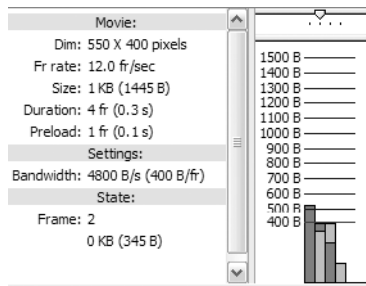 Movie:
Dim: 550 X 400 pixels
Fr rate: 12.0 fr/sec
Size: 1 KB (1445 B)
Duration: 4 fr (0.3 s)
Preload: 1 fr (0.1 s)
Settings:
Bandwidth: 4800 B/s (400 B/fr)
State:
Frame: 2
0 KB (345 B)
1500 B
1400 B
1300 B
1200 B
1100 B
1000 B
900 B
800 B
700 B
600 B
500 B
400 B